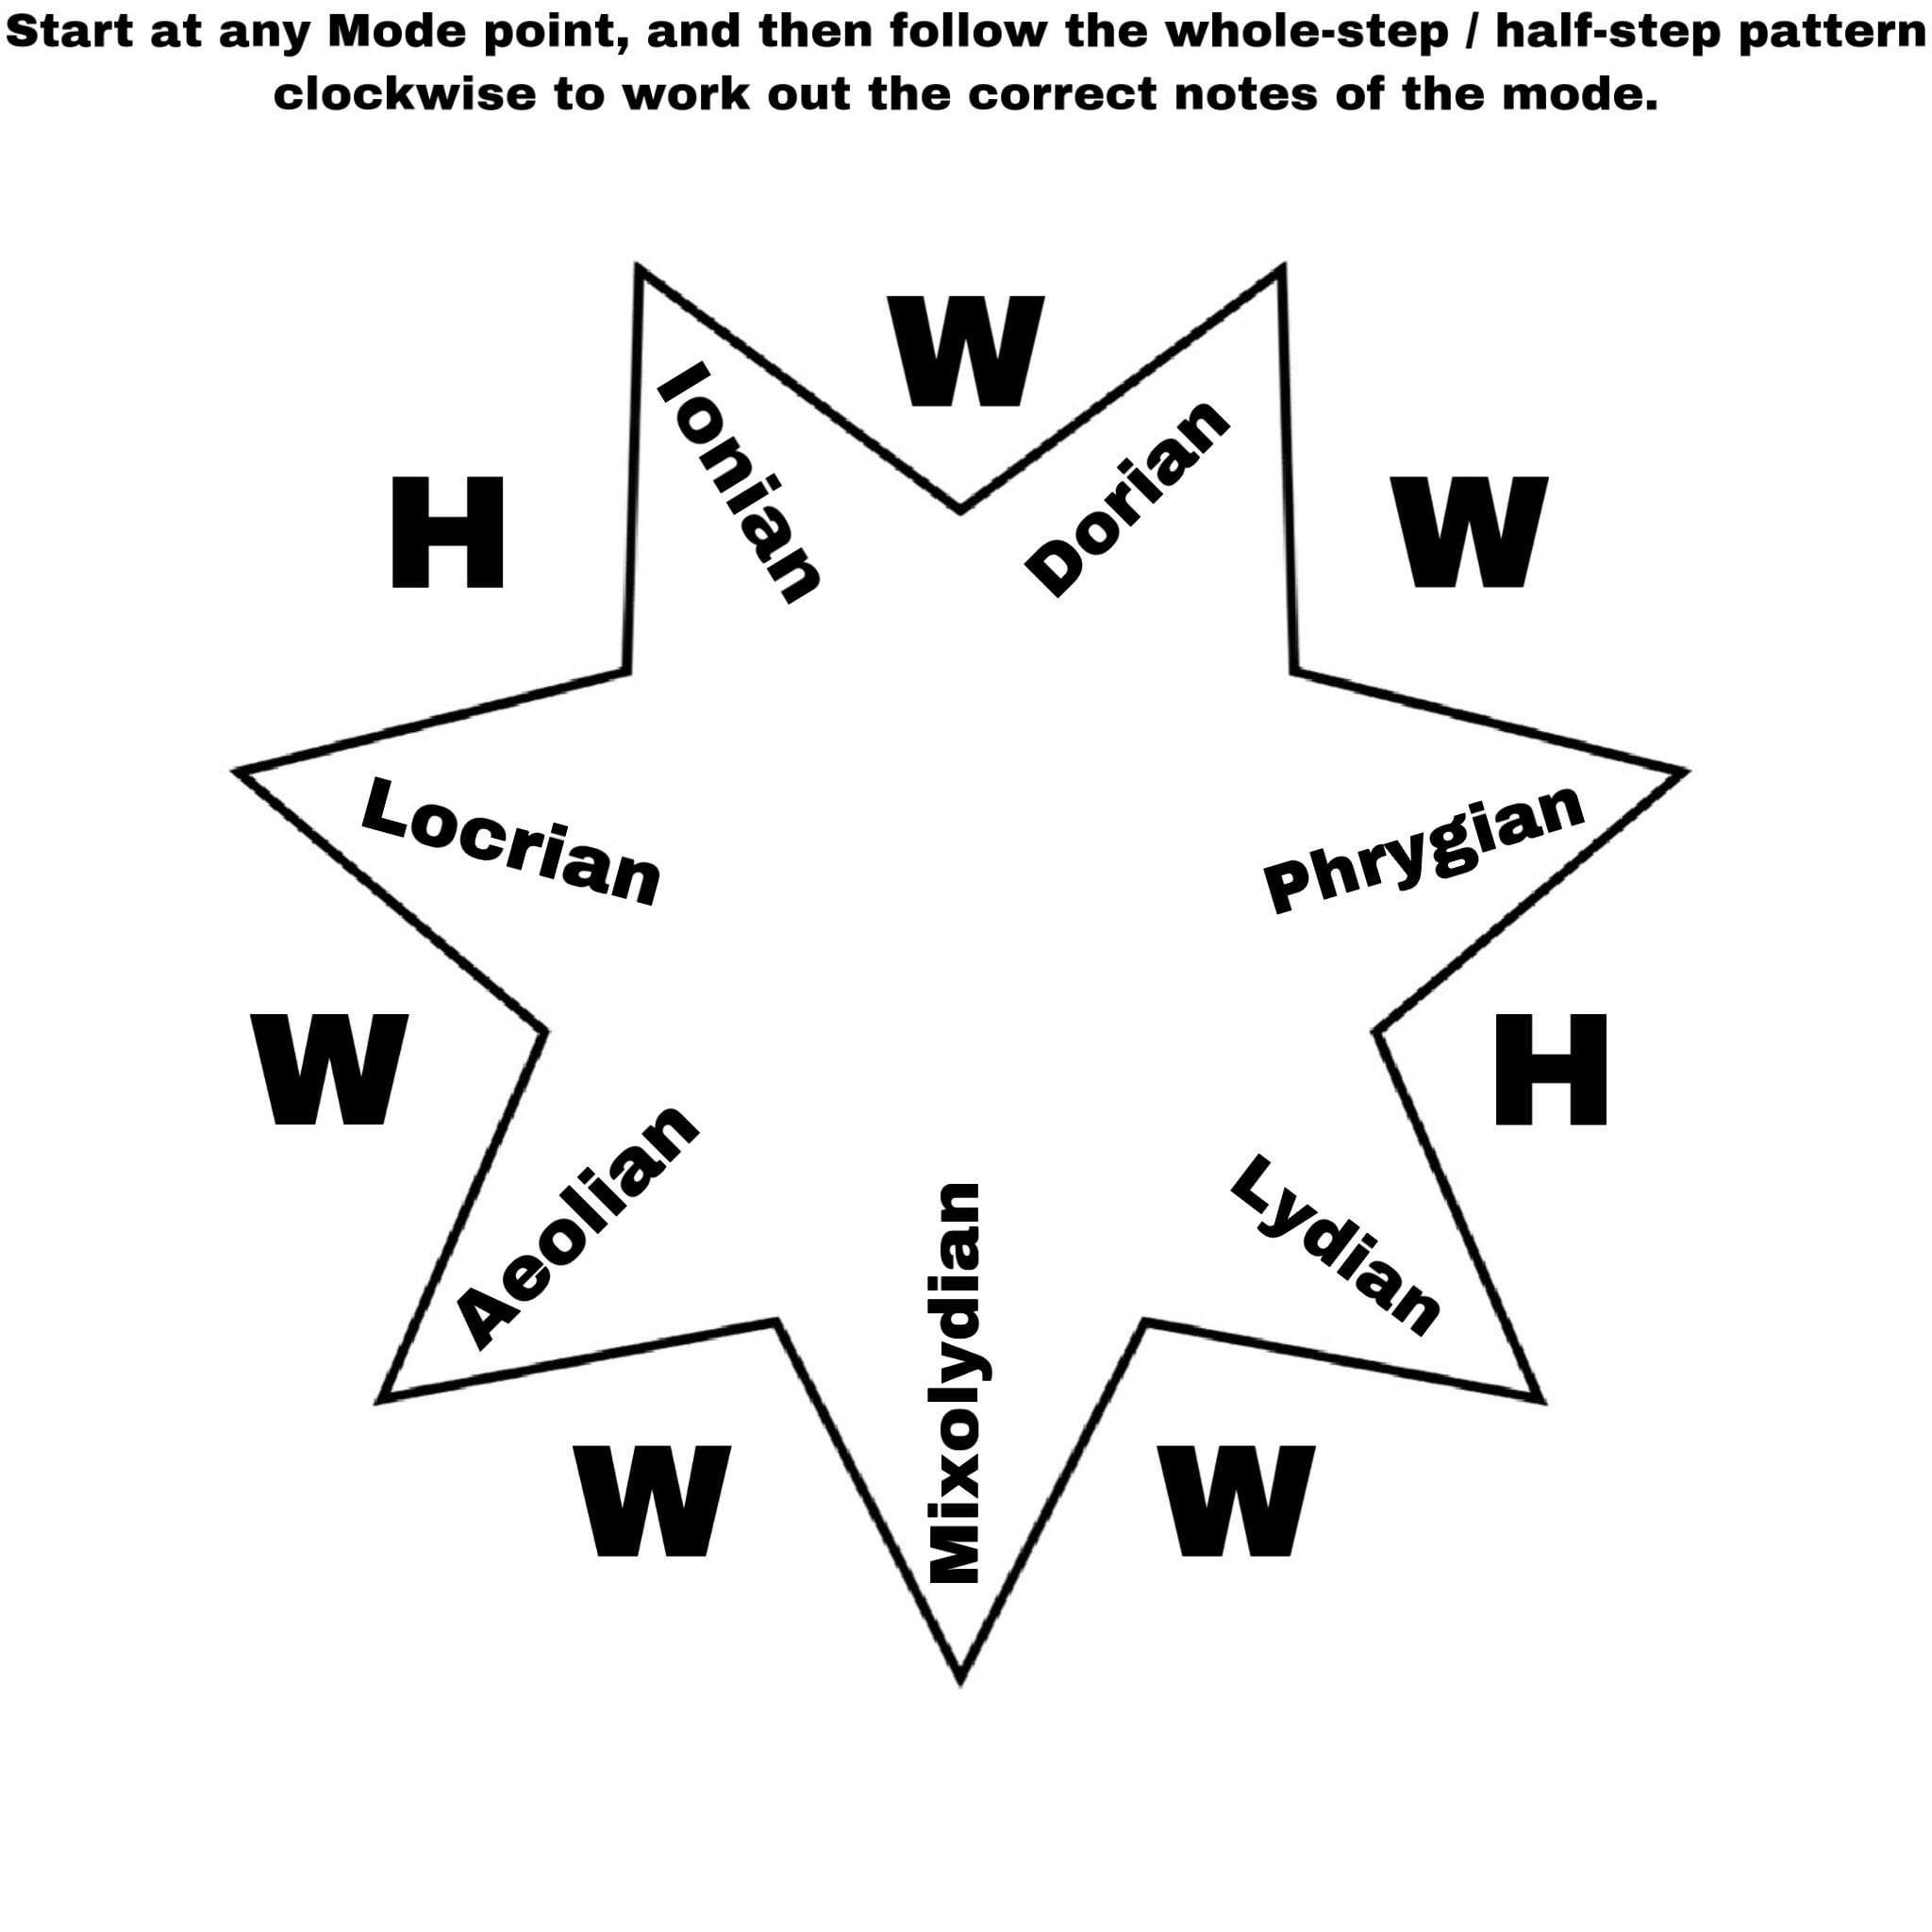 Start at any Mode point, and then follow the whole-step / half-step pattern
clockwise to work out the correct notes of the mode.
W
Ionian
Dorian
H
W
Locrian
Phrygian
W
H
Aeolian
Mixolydian
Lydian
W
W